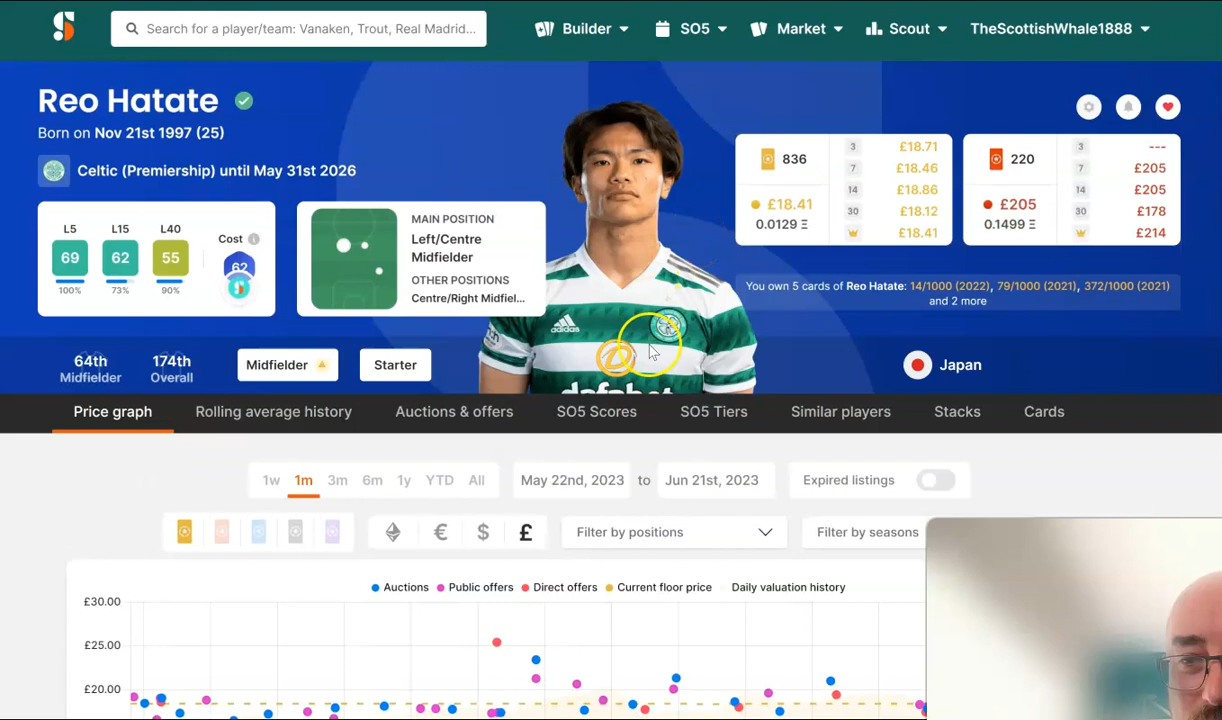 Search for a player/team: Vanaken, Trout, Real Madrid...
Builder
SO5
Market
Scout
TheScottishWhale1888
Reo Hatate
Born on Nov 21st 1997 (25)
Celtic (Premiership) until May 31st 2026
L5
L15
L40
Cost
69
62
55
62
100%
73%
90%
MAIN POSITION
Left/Centre
Midfielder
OTHER POSITIONS
Centre/Right Midfiel...
836
£18.41
0.0129 Ξ
3 £18.71
7 £18.46
14 £18.86
30 £18.12
£18.41
220
£205
0.1499 Ξ
3 ---
7 £205
14 £205
30 £178
£214
You own 5 cards of Reo Hatate: 14/1000 (2022), 79/1000 (2021), 372/1000 (2021)
and 2 more
adidas
dafabet
64th
Midfielder
174th
Overall
Midfielder
Starter
Japan
Price graph
Rolling average history
Auctions & offers
SO5 Scores
SO5 Tiers
Similar players
Stacks
Cards
1w
1m
3m
6m
1y
YTD
All
May 22nd, 2023 to Jun 21st, 2023
Expired listings
€
$
£
Filter by positions
Filter by seasons
Auctions
Public offers
Direct offers
Current floor price
Daily valuation history
£30.00
£25.00
£20.00